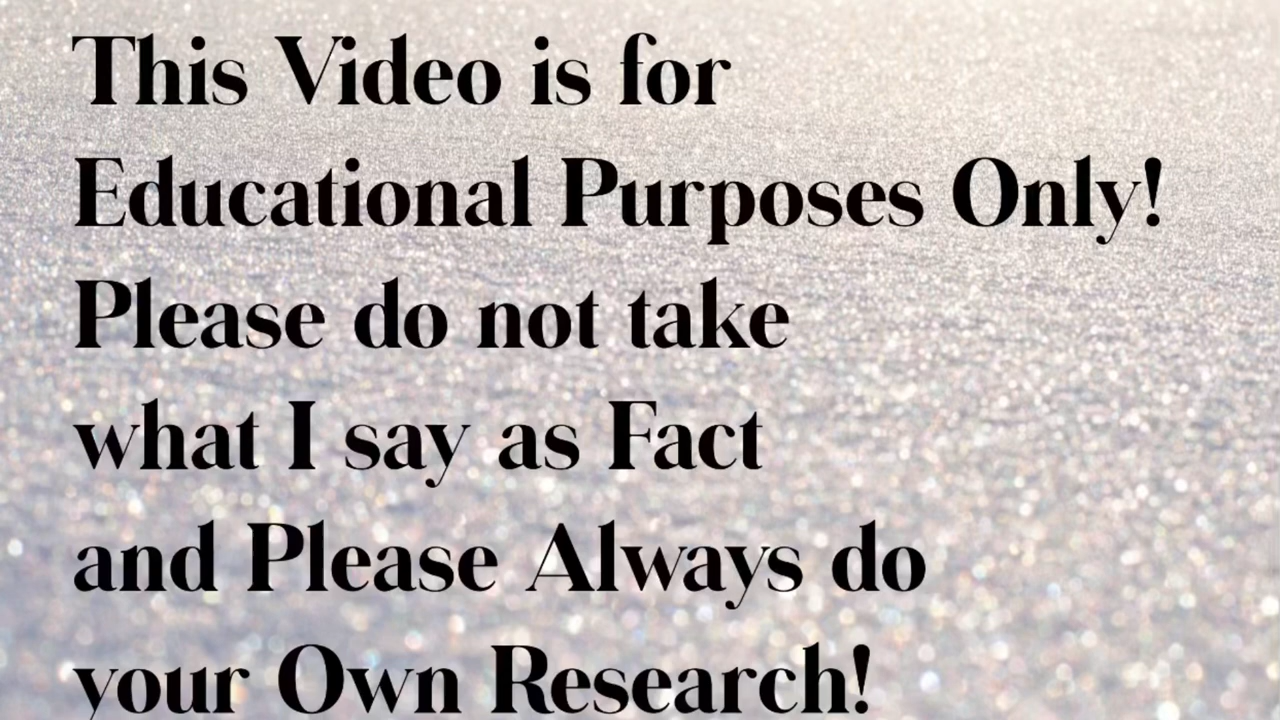 This Video is for
Educational Purposes Only!
Please do not take
what I say as Fact
and Please Always do
your Own Research!